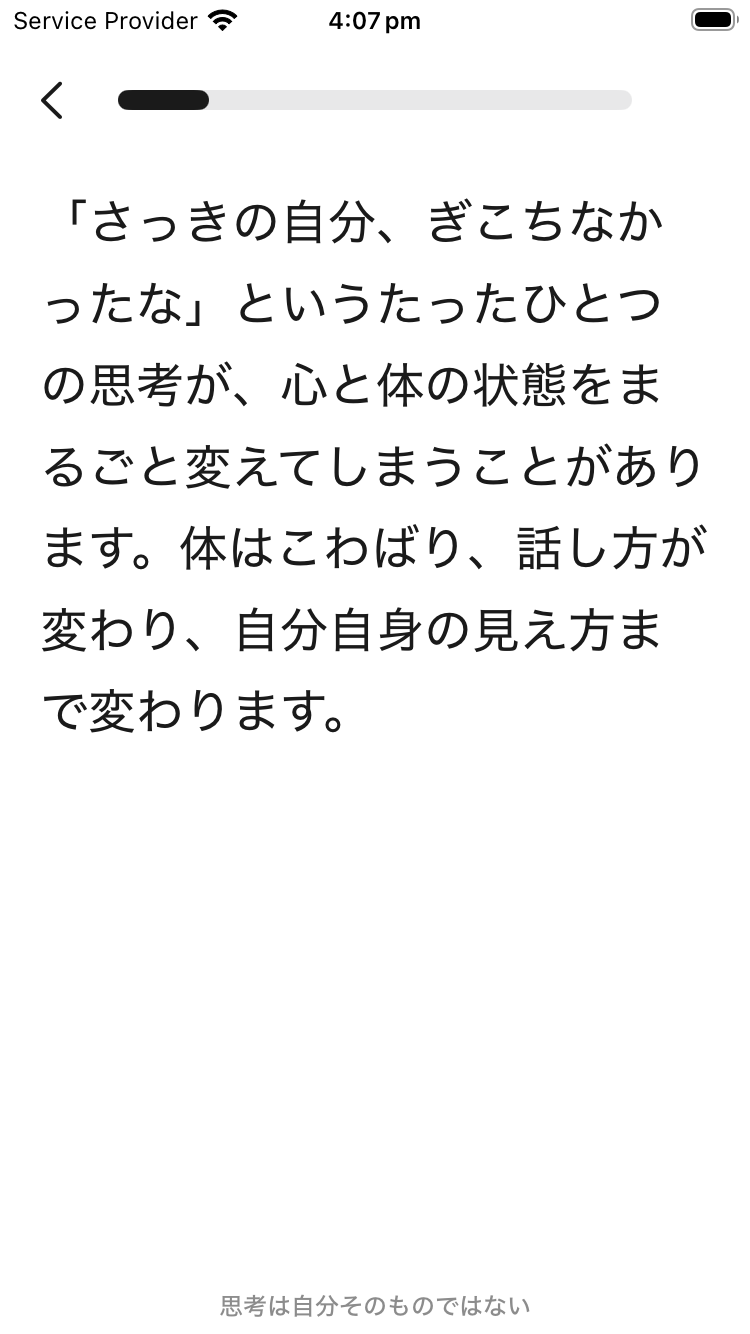 Service Provider 4:07 pm
「さっきの自分、ぎこちなか
ったな」というたったひとつ
の思考が、心と体の状態をま
るごと変えてしまうことがあり
ます。体はこわばり、話し方が
変わり、自分自身の見え方ま
で変わります。
思考は自分そのものではない